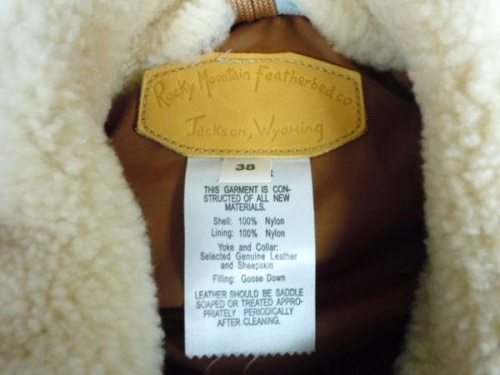 Rocky Mountain Featherbed co
Jackson, Wyoming
38
THIS GARMENT IS CON-
STRUCTED OF ALL NEW
MATERIALS.
Shell: 100% Nylon
Lining: 100% Nylon
Yoke and Collar:
Selected Genuine Leather
and Sheepskin
Filling: Goose Down
LEATHER SHOULD BE SADDLE
SOAPED OR TREATED APPRO-
PRIATELY PERIODICALLY
AFTER CLEANING.